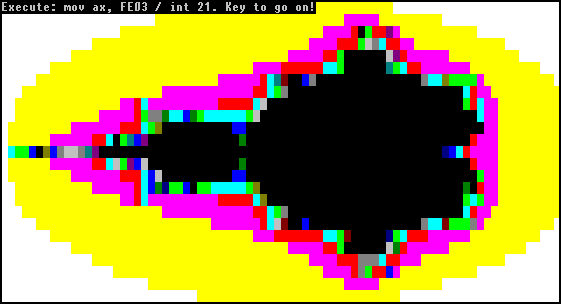 Execute: mov ax, FE03 / int 21. Key to go on!